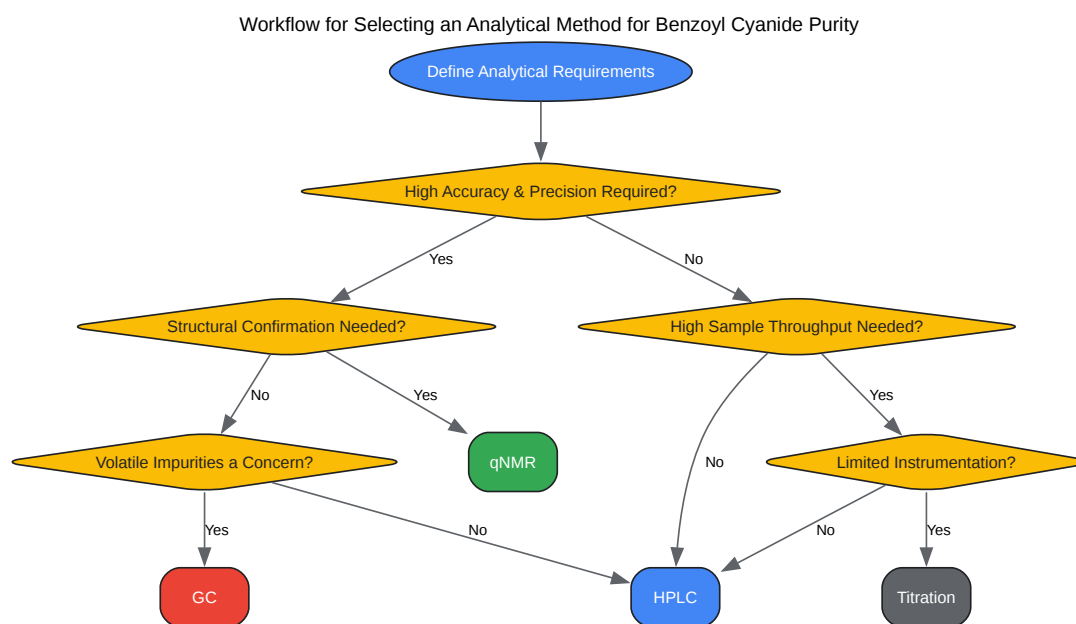 Workflow for Selecting an Analytical Method for Benzoyl Cyanide Purity
Define Analytical Requirements
High Accuracy & Precision Required?
Yes
No
Structural Confirmation Needed?
High Sample Throughput Needed?
No
Yes
Yes
Volatile Impurities a Concern?
qNMR
No
Limited Instrumentation?
Yes
No
No
Yes
GC
HPLC
Titration